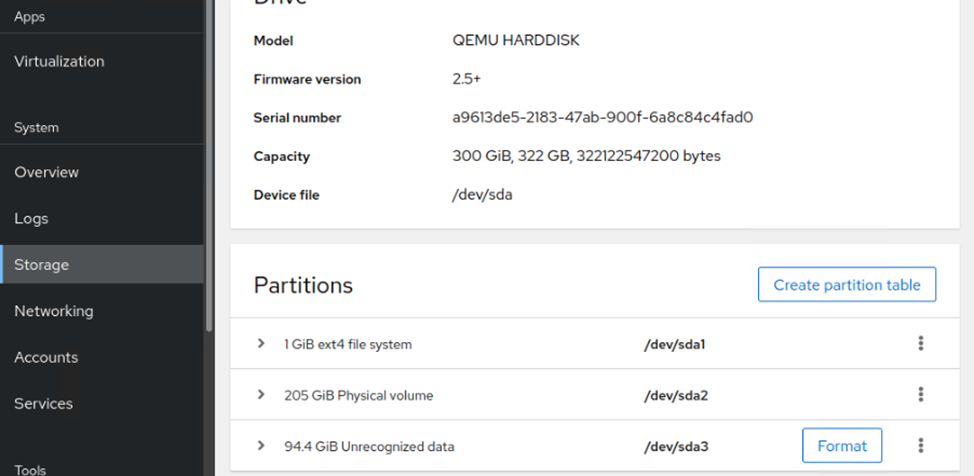 Apps
Virtualization
System
Overview
Logs
Storage
Networking
Accounts
Services
Tools
Drive
Model QEMU HARDDISK
Firmware version 2.5+
Serial number a9613de5-2183-47ab-900f-6a8c84c4fad0
Capacity 300 GiB, 322 GB, 322122547200 bytes
Device file /dev/sda
Partitions Create partition table
1 GiB ext4 file system /dev/sda1
205 GiB Physical volume /dev/sda2
94.4 GiB Unrecognized data /dev/sda3 Format